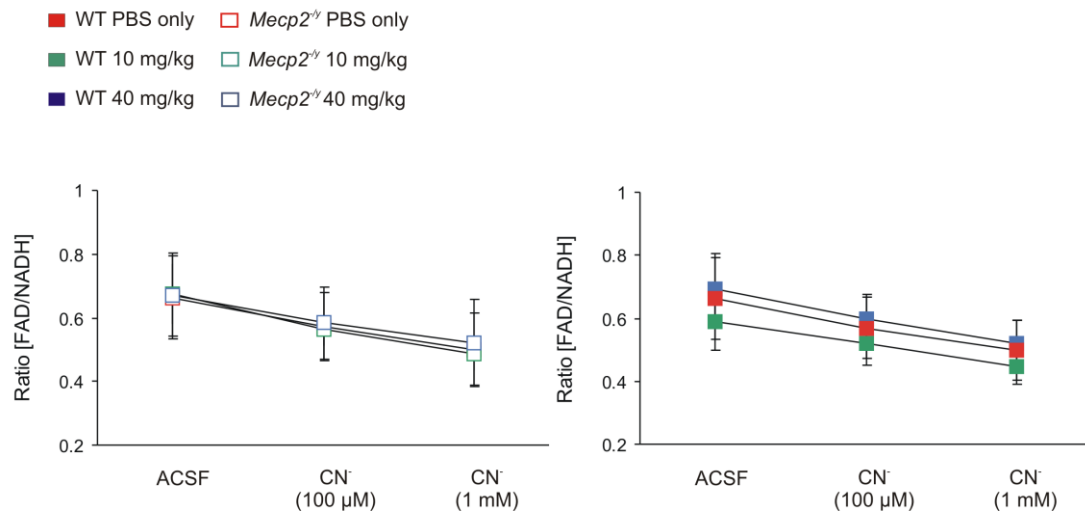 WT PBS only Mecp2⁻/ʸ PBS only
WT 10 mg/kg Mecp2⁻/ʸ 10 mg/kg
WT 40 mg/kg Mecp2⁻/ʸ 40 mg/kg
Ratio [FAD/NADH]
1
0.8
0.6
0.4
0.2
ACSF
CN⁻
(100 µM)
CN⁻
(1 mM)
Ratio [FAD/NADH]
1
0.8
0.6
0.4
0.2
ACSF
CN⁻
(100 µM)
CN⁻
(1 mM)